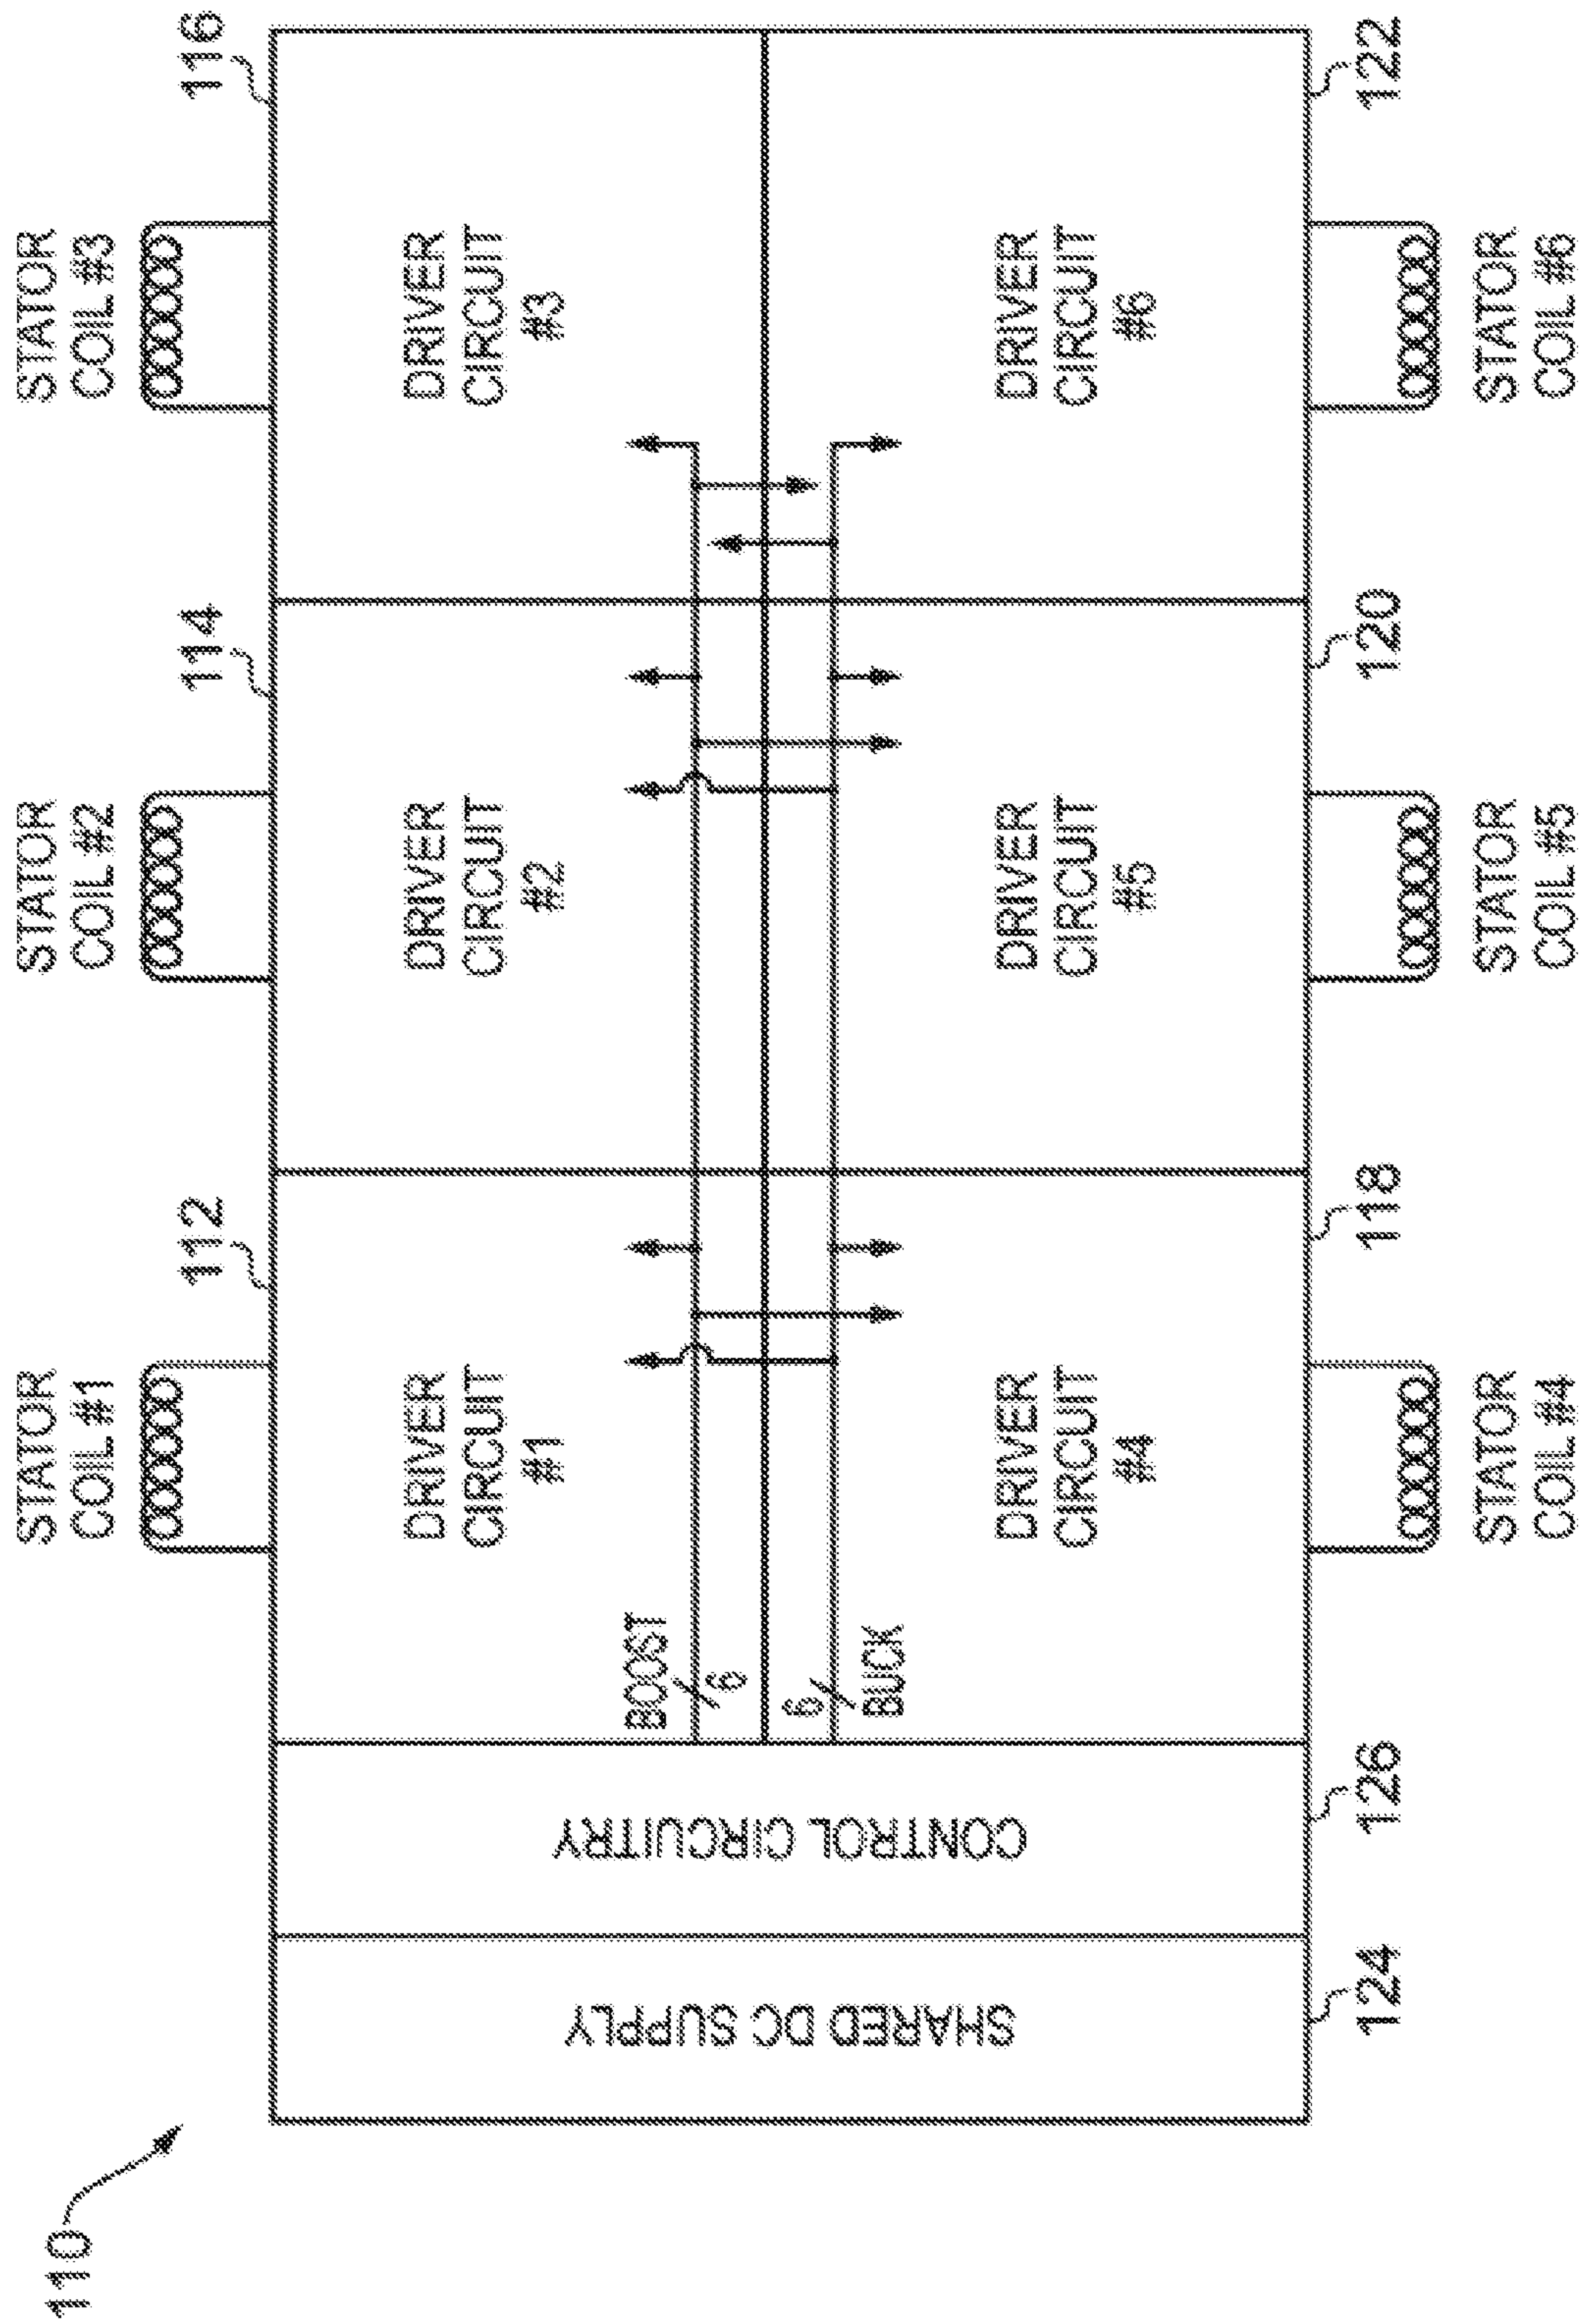 110
STATOR
COIL #1
STATOR
COIL #2
STATOR
COIL #3
112
114
116
SHARED DC SUPPLY
CONTROL CIRCUITRY
DRIVER
CIRCUIT
#1
DRIVER
CIRCUIT
#2
DRIVER
CIRCUIT
#3
BOOST
6
6
BUCK
DRIVER
CIRCUIT
#4
DRIVER
CIRCUIT
#5
DRIVER
CIRCUIT
#6
124
126
118
120
122
STATOR
COIL #4
STATOR
COIL #5
STATOR
COIL #6